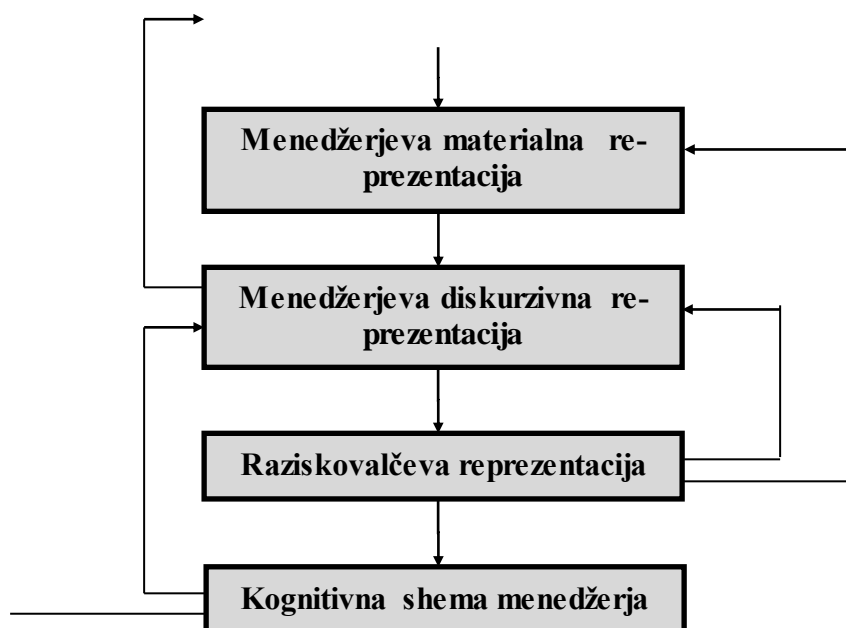 Menedžerjeva materialna re-
prezentacija
Menedžerjeva diskurzivna re-
prezentacija
Raziskovalčeva reprezentacija
Kognitivna shema menedžerja